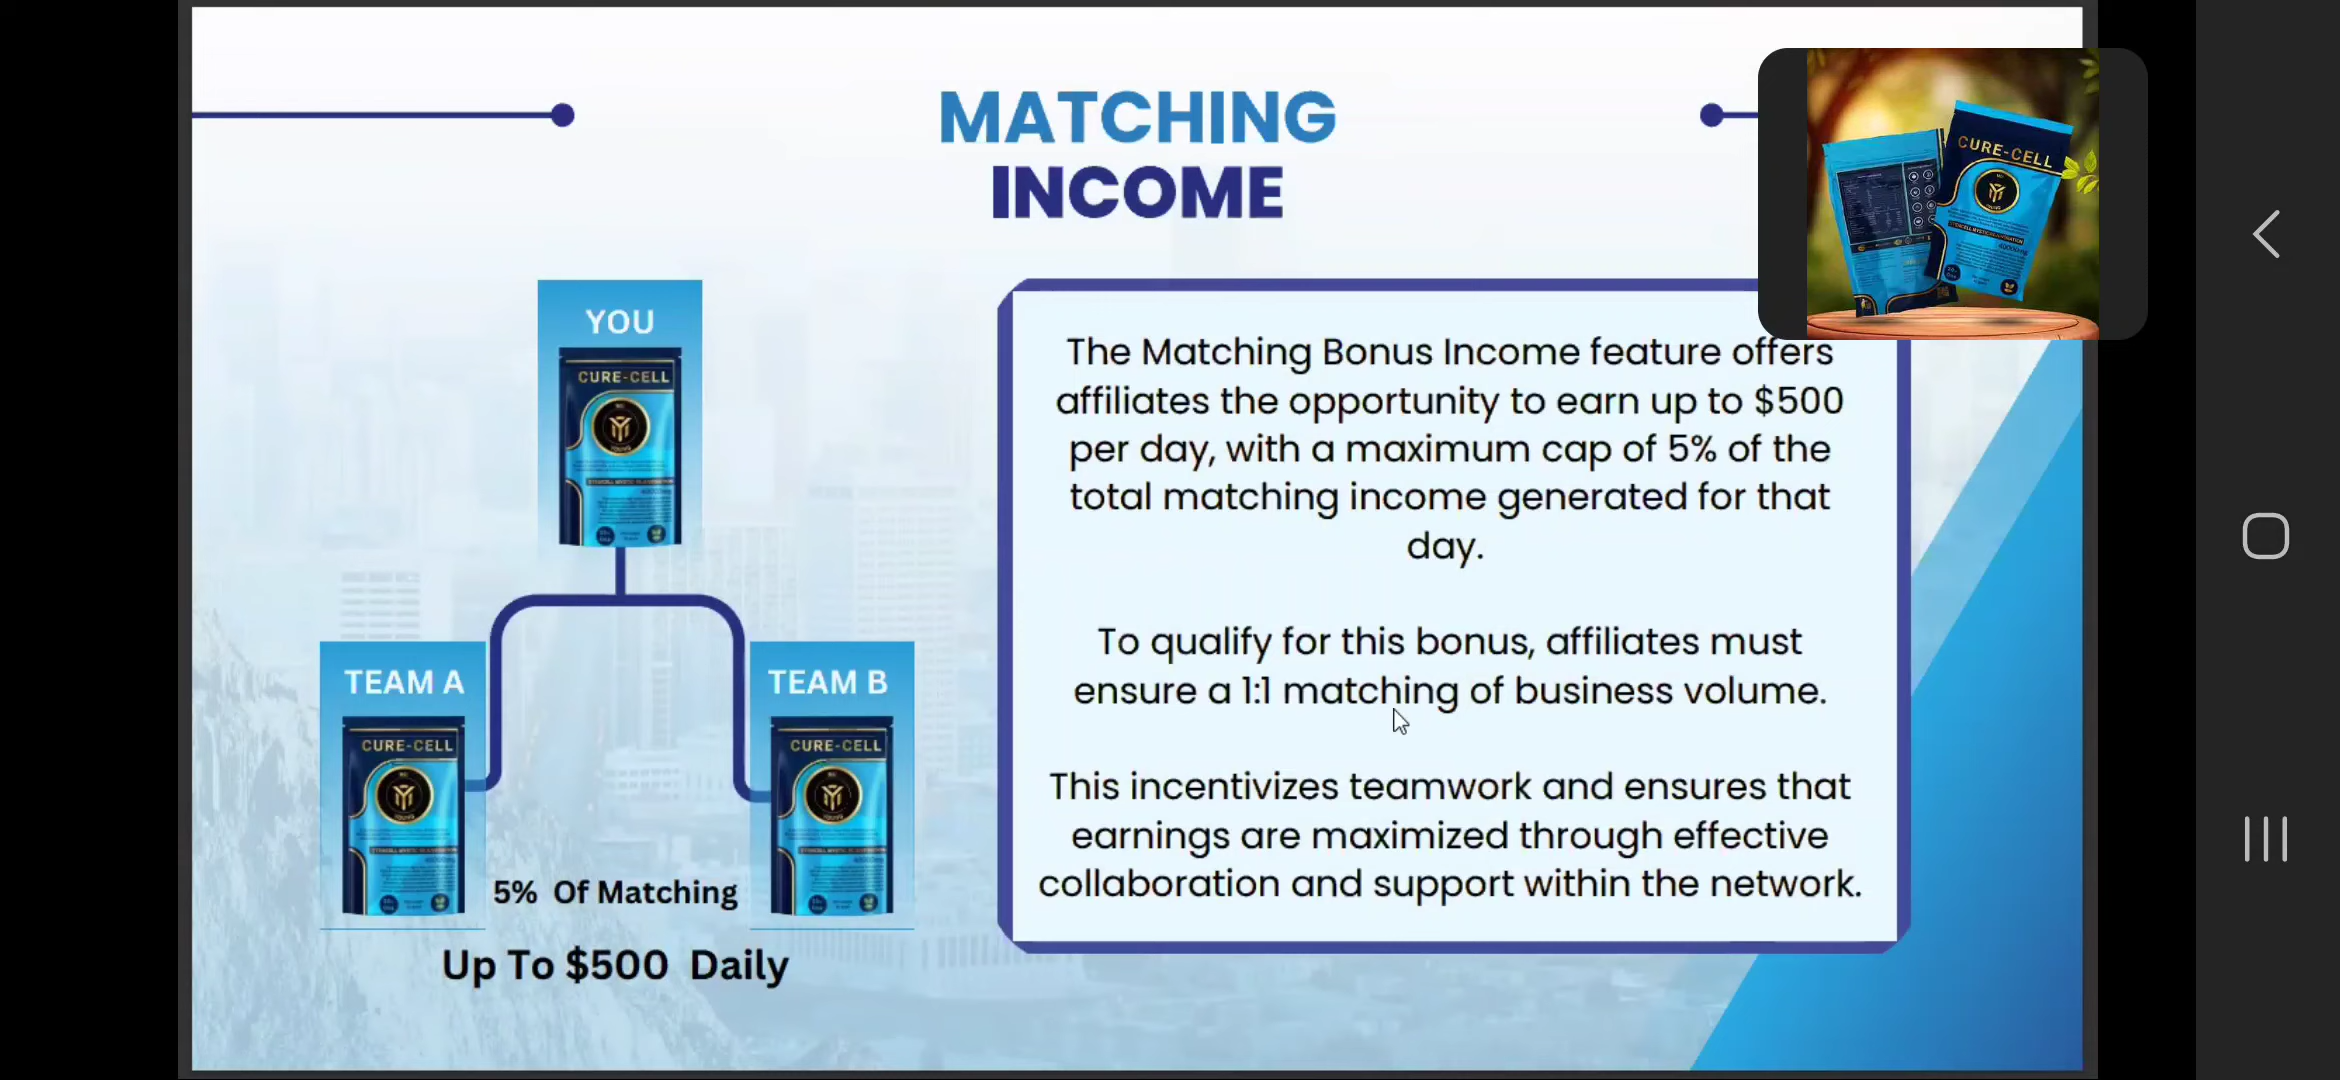 MATCHING
INCOME
CURE-CELL
YOU
CURE-CELL
The Matching Bonus Income feature offers
affiliates the opportunity to earn up to $500
per day, with a maximum cap of 5% of the
total matching income generated for that
day.
To qualify for this bonus, affiliates must
ensure a 1:1 matching of business volume.
This incentivizes teamwork and ensures that
earnings are maximized through effective
collaboration and support within the network.
TEAM A
CURE-CELL
TEAM B
CURE-CELL
5% Of Matching
Up To $500 Daily